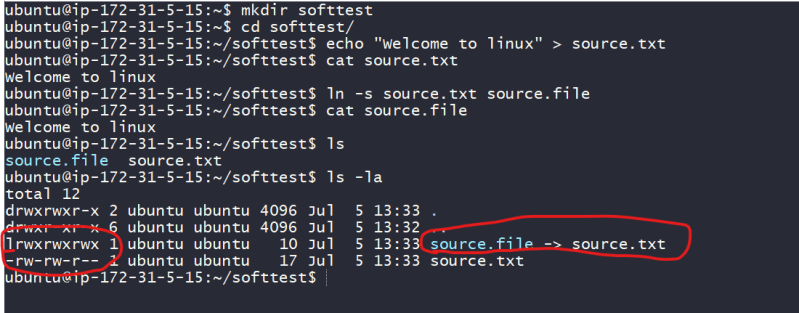 ubuntu@ip-172-31-5-15:~$ mkdir softtest
ubuntu@ip-172-31-5-15:~$ cd softtest/
ubuntu@ip-172-31-5-15:~/softtest$ echo "Welcome to linux" > source.txt
ubuntu@ip-172-31-5-15:~/softtest$ cat source.txt
Welcome to linux
ubuntu@ip-172-31-5-15:~/softtest$ ln -s source.txt source.file
ubuntu@ip-172-31-5-15:~/softtest$ cat source.file
Welcome to linux
ubuntu@ip-172-31-5-15:~/softtest$ ls
source.file  source.txt
ubuntu@ip-172-31-5-15:~/softtest$ ls -la
total 12
drwxrwxr-x 2 ubuntu ubuntu 4096 Jul  5 13:33 .
drwxr-xr-x 6 ubuntu ubuntu 4096 Jul  5 13:32 ..
lrwxrwxrwx 1 ubuntu ubuntu   10 Jul  5 13:33 source.file -> source.txt
-rw-rw-r-- 1 ubuntu ubuntu   17 Jul  5 13:33 source.txt
ubuntu@ip-172-31-5-15:~/softtest$